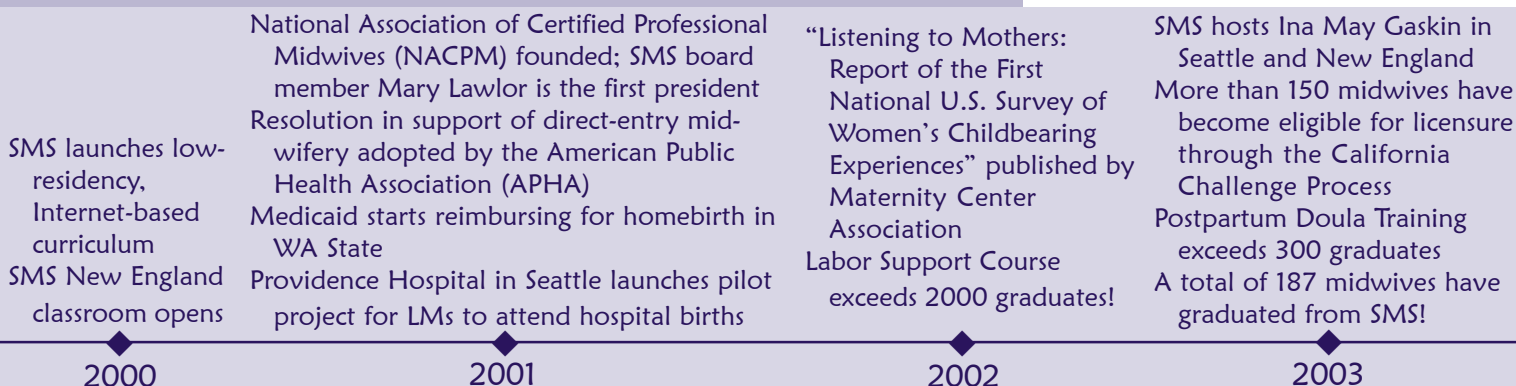 SMS launches low-
residency,
Internet-based
curriculum
SMS New England
classroom opens
2000
National Association of Certified Professional
Midwives (NACPM) founded; SMS board
member Mary Lawlor is the first president
Resolution in support of direct-entry mid-
wifery adopted by the American Public
Health Association (APHA)
Medicaid starts reimbursing for homebirth in
WA State
Providence Hospital in Seattle launches pilot
project for LMs to attend hospital births
2001
“Listening to Mothers:
Report of the First
National U.S. Survey of
Women’s Childbearing
Experiences” published by
Maternity Center
Association
Labor Support Course
exceeds 2000 graduates!
2002
SMS hosts Ina May Gaskin in
Seattle and New England
More than 150 midwives have
become eligible for licensure
through the California
Challenge Process
Postpartum Doula Training
exceeds 300 graduates
A total of 187 midwives have
graduated from SMS!
2003